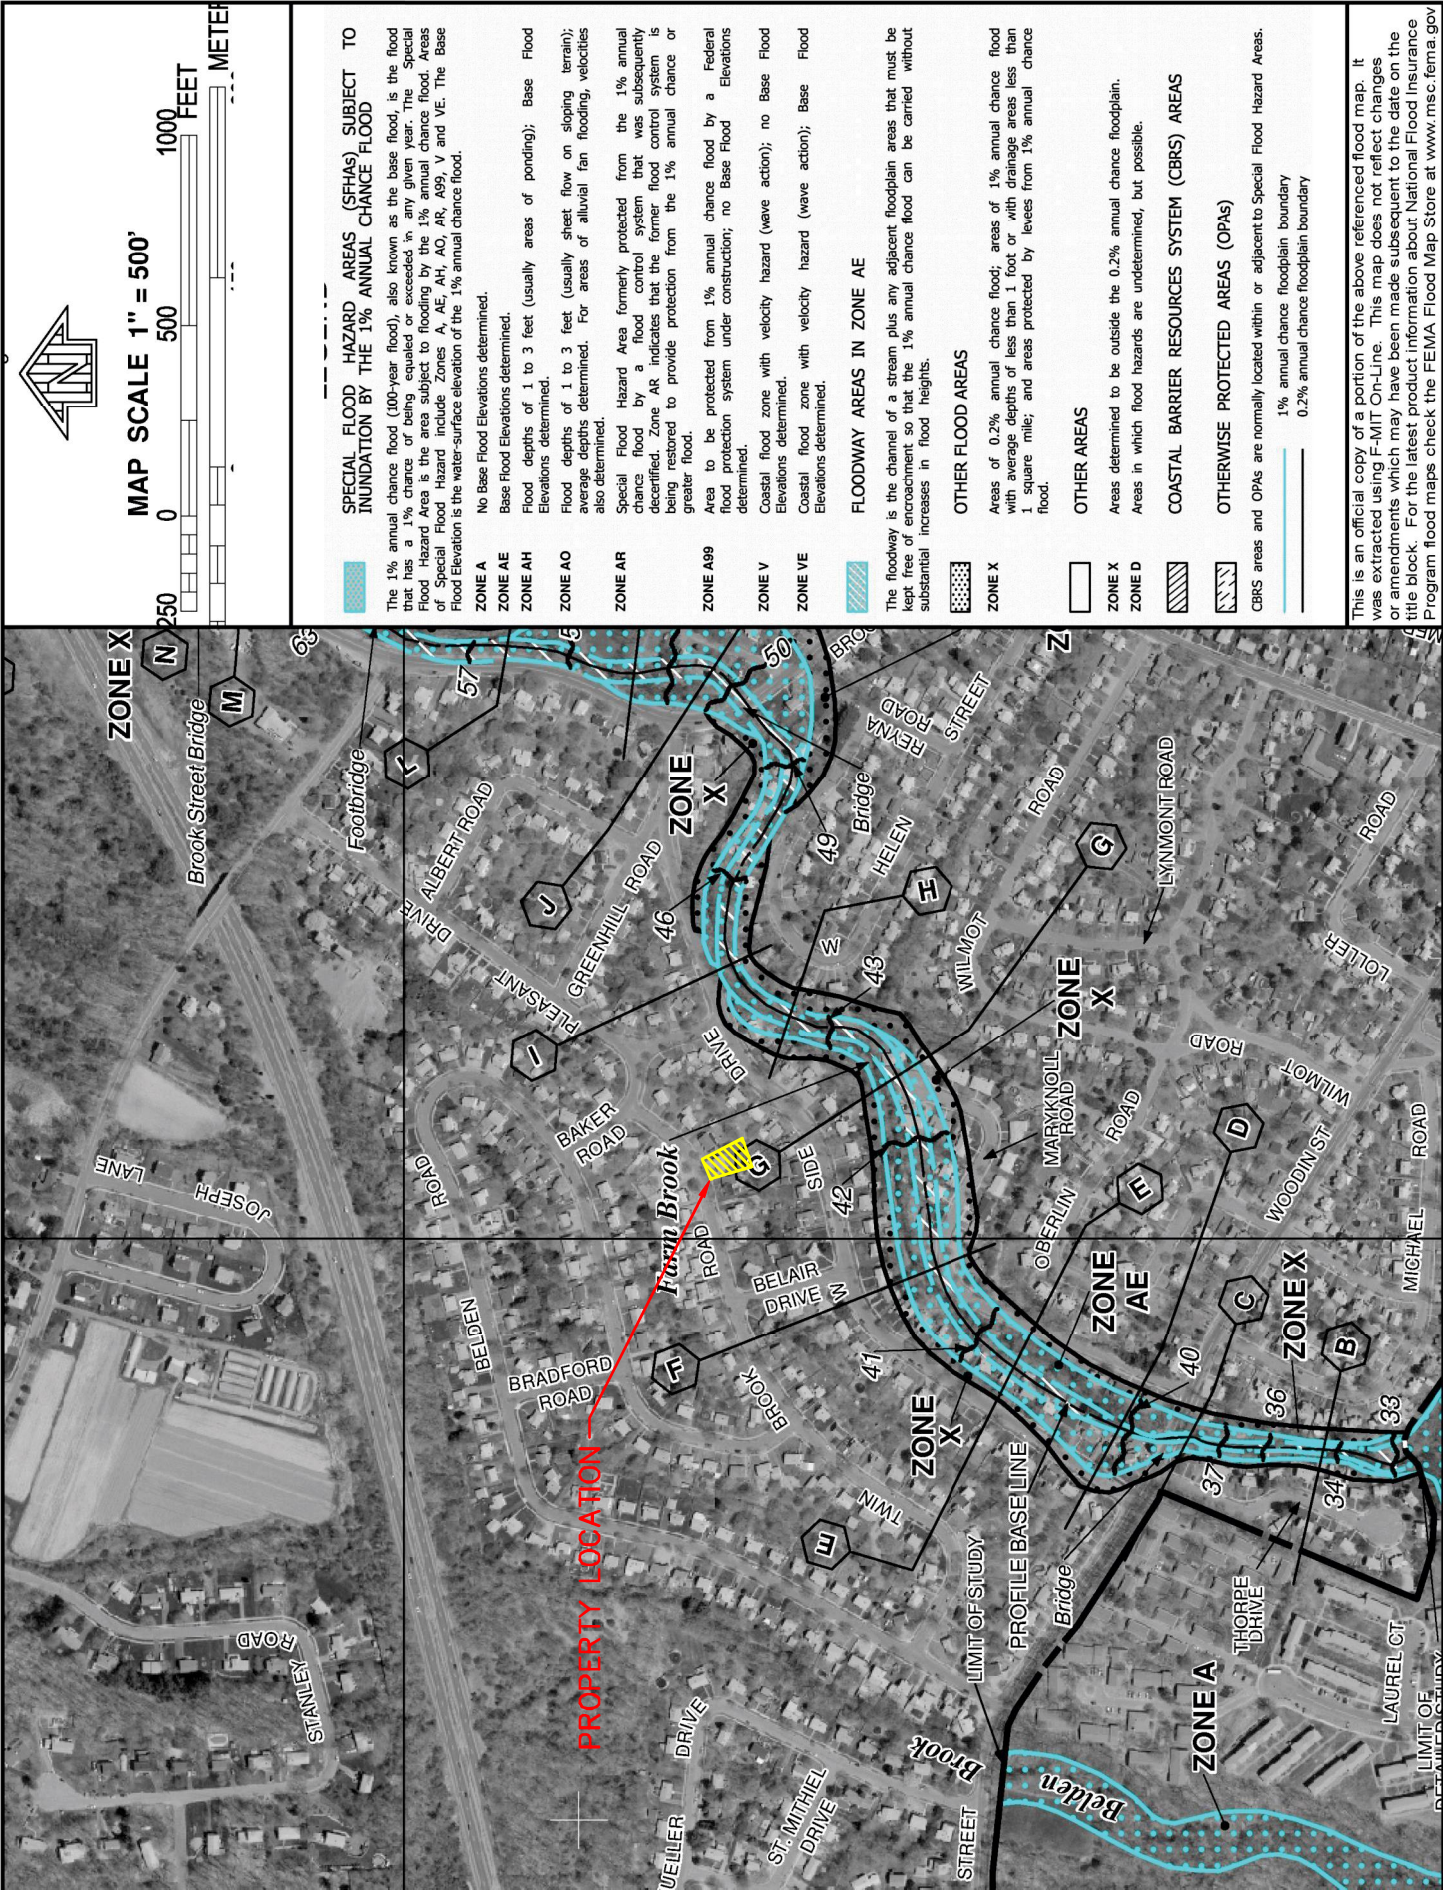 MAP SCALE 1" = 500'
250 0 500 1000
FEET
METER
N
SPECIAL FLOOD HAZARD AREAS (SFHAs) SUBJECT TO
INUNDATION BY THE 1% ANNUAL CHANCE FLOOD
The 1% annual chance flood (100-year flood), also known as the base flood, is the flood
that has a 1% chance of being equaled or exceeded in any given year. The Special
Flood Hazard Area is the area subject to flooding by the 1% annual chance flood. Areas
of Special Flood Hazard include Zones A, AE, AH, AO, AR, A99, V and VE. The Base
Flood Elevation is the water-surface elevation of the 1% annual chance flood.
ZONE A No Base Flood Elevations determined.
ZONE AE Base Flood Elevations determined.
ZONE AH Flood depths of 1 to 3 feet (usually areas of ponding); Base Flood
Elevations determined.
ZONE AO Flood depths of 1 to 3 feet (usually sheet flow on sloping terrain);
average depths determined. For areas of alluvial fan flooding, velocities
also determined.
ZONE AR Special Flood Hazard Area formerly protected from the 1% annual
chance flood by a flood control system that was subsequently
decertified. Zone AR indicates that the former flood control system is
being restored to provide protection from the 1% annual chance or
greater flood.
ZONE A99 Area to be protected from 1% annual chance flood by a Federal
flood protection system under construction; no Base Flood Elevations
determined.
ZONE V Coastal flood zone with velocity hazard (wave action); no Base Flood
Elevations determined.
ZONE VE Coastal flood zone with velocity hazard (wave action); Base Flood
Elevations determined.
FLOODWAY AREAS IN ZONE AE
The floodway is the channel of a stream plus any adjacent floodplain areas that must be
kept free of encroachment so that the 1% annual chance flood can be carried without
substantial increases in flood heights.
OTHER FLOOD AREAS
ZONE X Areas of 0.2% annual chance flood; areas of 1% annual chance flood
with average depths of less than 1 foot or with drainage areas less than
1 square mile; and areas protected by levees from 1% annual chance
flood.
OTHER AREAS
ZONE X Areas determined to be outside the 0.2% annual chance floodplain.
ZONE D Areas in which flood hazards are undetermined, but possible.
COASTAL BARRIER RESOURCES SYSTEM (CBRS) AREAS
OTHERWISE PROTECTED AREAS (OPAs)
CBRS areas and OPAs are normally located within or adjacent to Special Flood Hazard Areas.
1% annual chance floodplain boundary
0.2% annual chance floodplain boundary
This is an official copy of a portion of the above referenced flood map. It
was extracted using F-MIT On-Line. This map does not reflect changes
or amendments which may have been made subsequent to the date on the
title block. For the latest product information about National Flood Insurance
Program flood maps check the FEMA Flood Map Store at www.msc.fema.gov
ZONE X
N
M
Brook Street Bridge
63
Footbridge
57
L
ALBERT ROAD
PLEASANT DRIVE
J
GREENHILL ROAD
ZONE
X
50
46
49
Bridge
REYNA
ROAD
HELEN STREET
H
W
43
WILMOT ROAD
G
LYNMONT ROAD
LOLLER ROAD
ZONE
X
I
DRIVE
BAKER
ROAD
JOSEPH LANE
BELDEN ROAD
Farm Brook
G
SIDE
42
MARYKNOLL
ROAD
OBERLIN ROAD
WILMOT ROAD
D
E
WOODIN ST
MICHAEL ROAD
ROAD
BELAIR
DRIVE
W
BRADFORD
ROAD
F
BROOK
41
ZONE
AE
C
ZONE X
B
40
36
33
37
34
PROPERTY LOCATION
ZONE
X
TWIN
E
PROFILE BASE LINE
LIMIT OF STUDY
Bridge
THORPE
DRIVE
LAUREL CT
LIMIT OF
DETAILED STUDY
ZONE A
STANLEY ROAD
DRIVE
UELLER
ST. MITHIEL
DRIVE
Brook
Belden
STREET